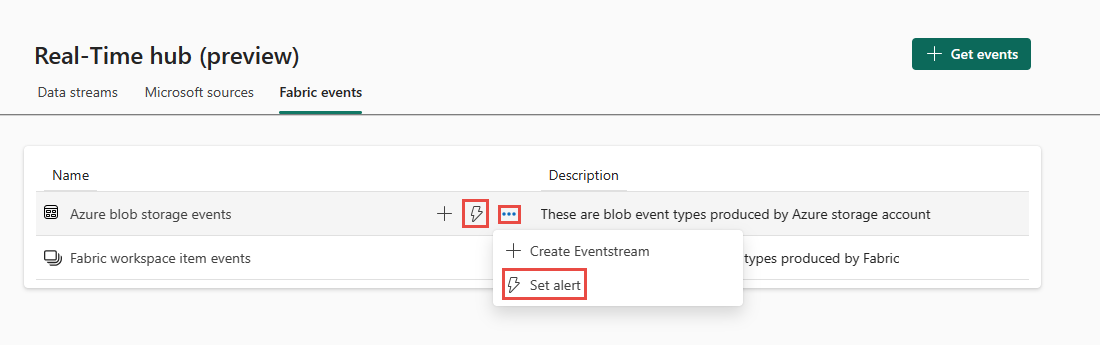 Real-Time hub (preview)
Get events
Data streams Microsoft sources Fabric events
Name Description
Azure blob storage events These are blob event types produced by Azure storage account
Create Eventstream
Fabric workspace item events types produced by Fabric
Set alert